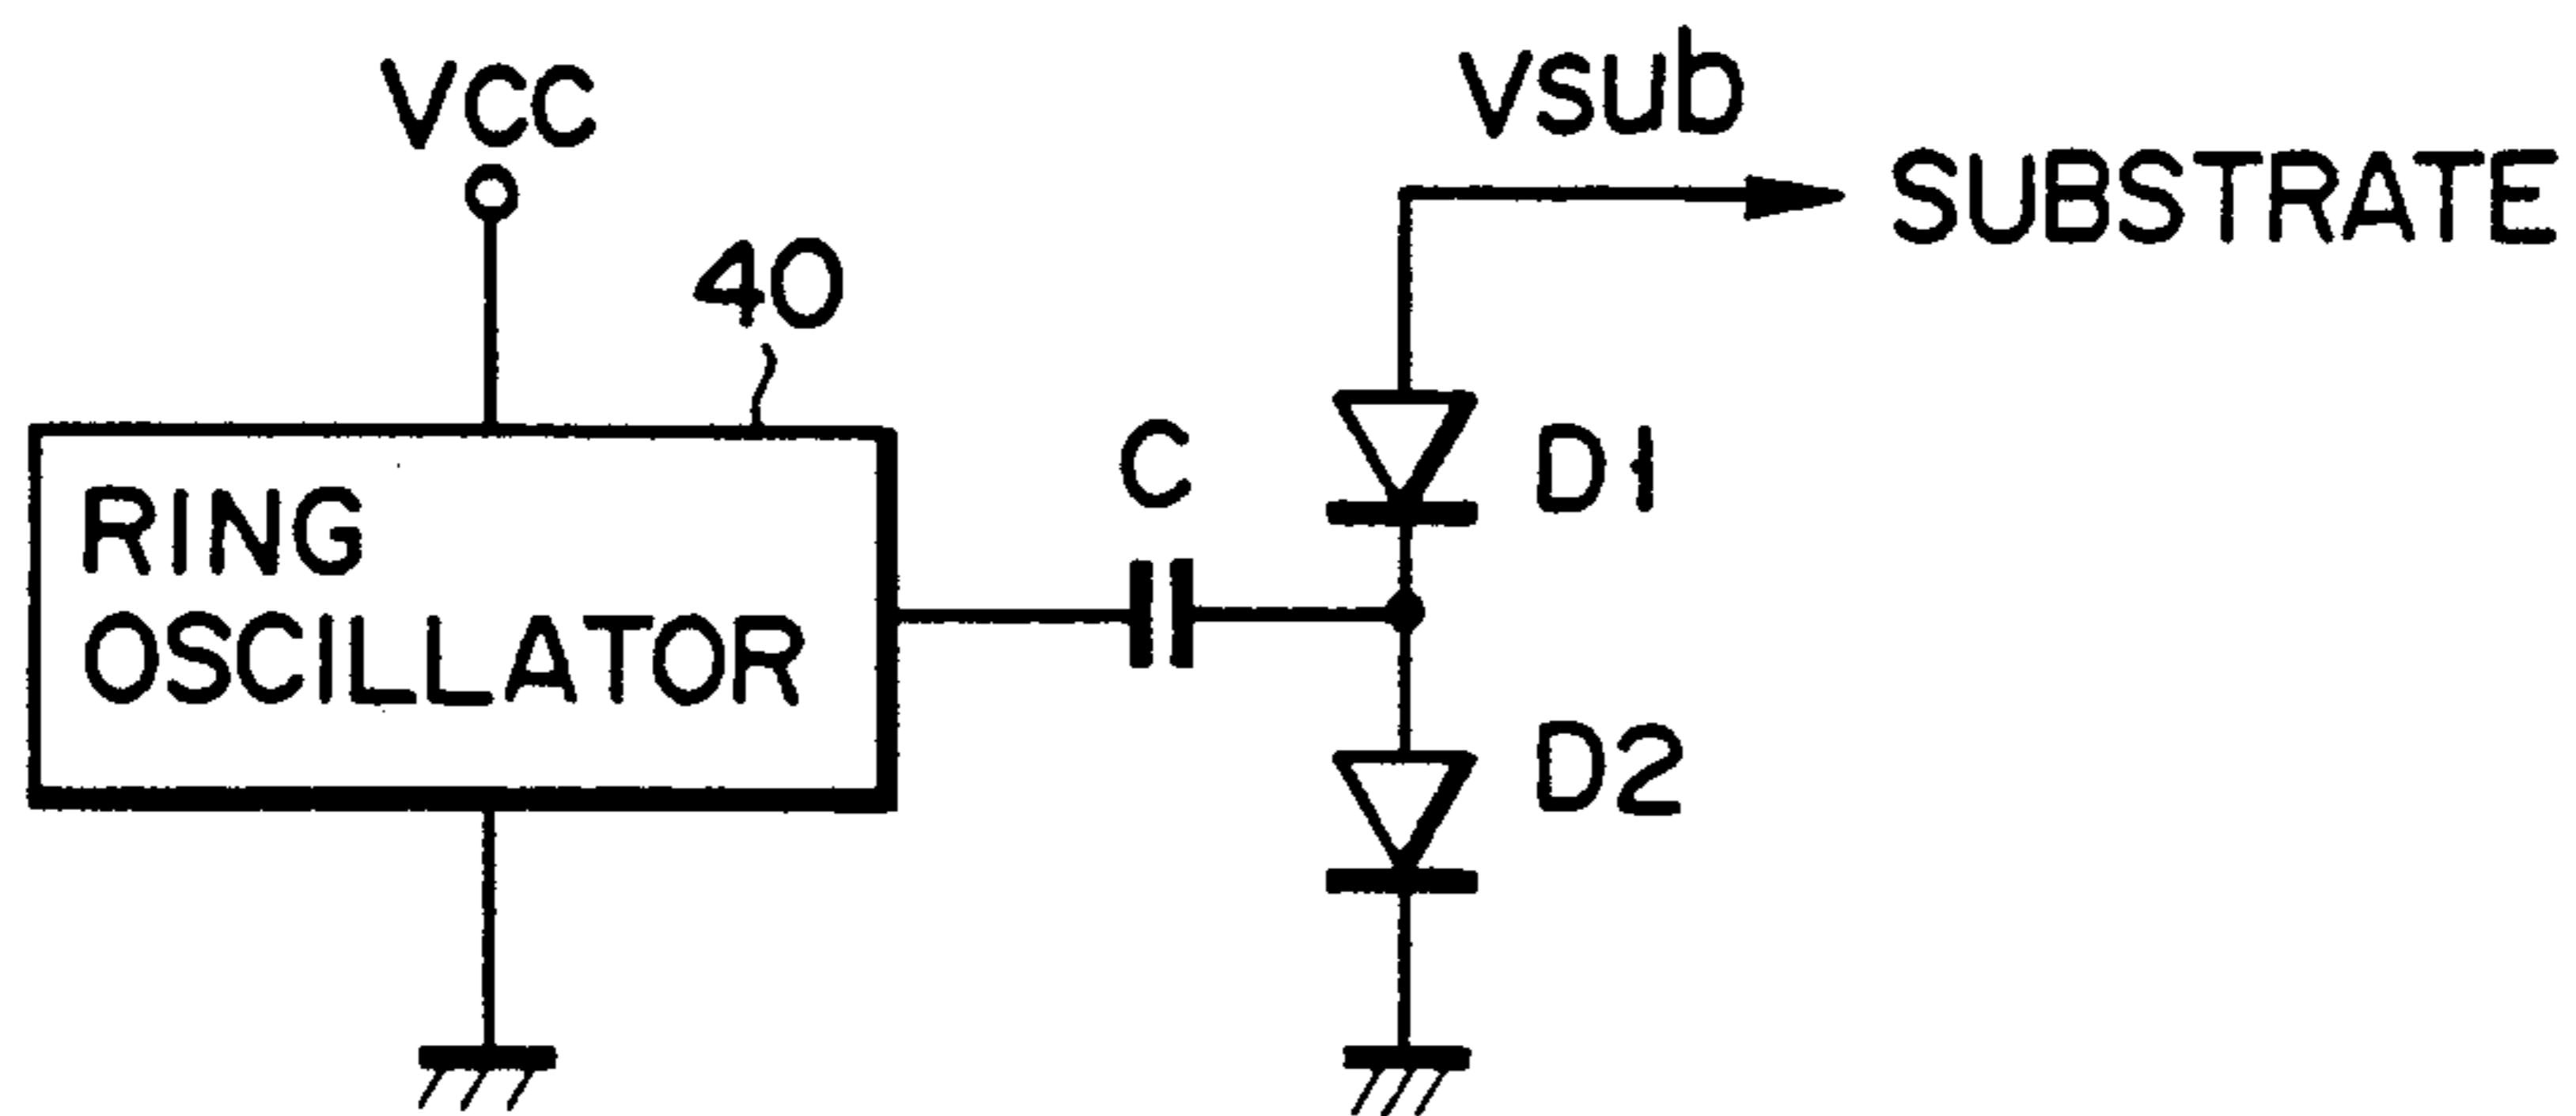 VCC
Vsub
SUBSTRATE
40
RING
OSCILLATOR
C
D1
D2